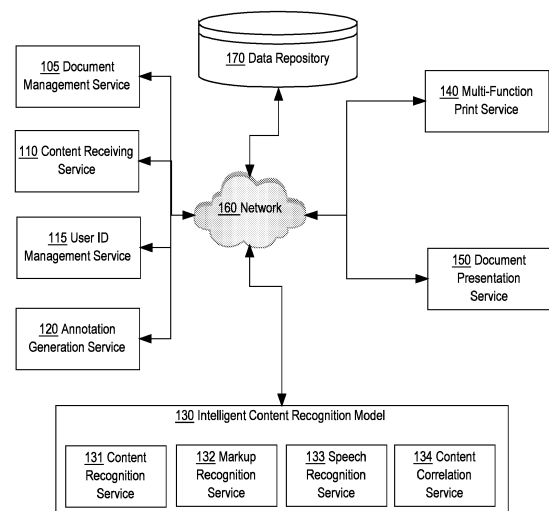 170 Data Repository
105 Document
Management Service
140 Multi-Function
Print Service
110 Content Receiving
Service
160 Network
115 User ID
Management Service
150 Document
Presentation
Service
120 Annotation
Generation Service
130 Intelligent Content Recognition Model
131 Content
Recognition
Service
132 Markup
Recognition
Service
133 Speech
Recognition
Service
134 Content
Correlation
Service